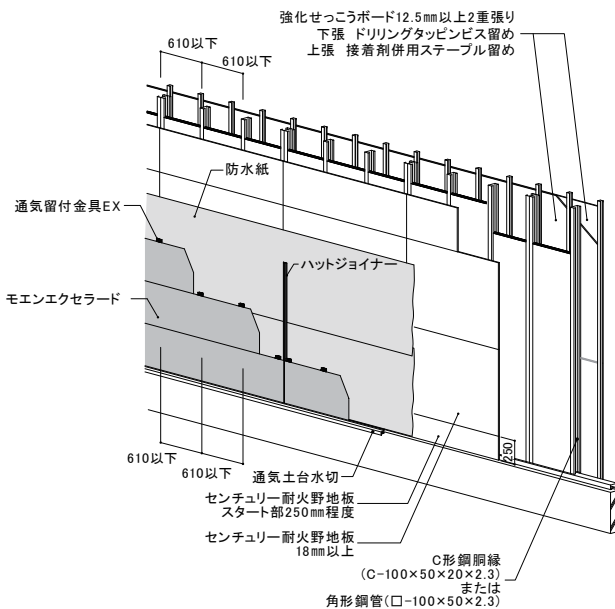 強化せっこうボード12.5mm以上2重張り
下張 ドリリングタッピンビス留め
上張 接着剤併用ステープル留め
610以下
610以下
防水紙
通気留付金具EX
ハットジョイナー
モエンエクセラード
250
610以下
610以下
通気土台水切
センチュリー耐火野地板
スタート部250mm程度
センチュリー耐火野地板
18mm以上
C形鋼胴縁
(C-100×50×20×2.3)
または
角形鋼管(□-100×50×2.3)